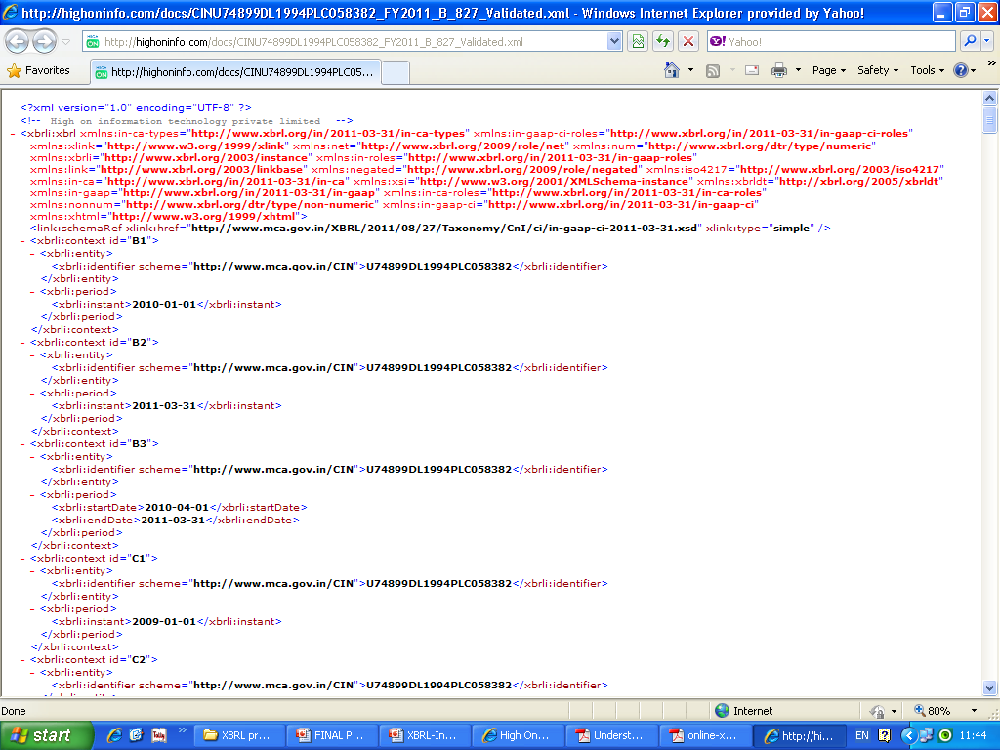 http://highoninfo.com/docs/CINU74899DL1994PLC058382_FY2011_B_827_Validated.xml - Windows Internet Explorer provided by Yahoo!
http://highoninfo.com/docs/CINU74899DL1994PLC058382_FY2011_B_827_Validated.xml
Yahoo!
Favorites
http://highoninfo.com/docs/CINU74899DL1994PLC05...
Page
Safety
Tools
<?xml version="1.0" encoding="UTF-8" ?>
<!-- High on information technology private limited -->
- <xbrli:xbrl xmlns:in-ca-types="http://www.xbrl.org/in/2011-03-31/in-ca-types" xmlns:in-gaap-ci-roles="http://www.xbrl.org/in/2011-03-31/in-gaap-ci-roles"
xmlns:xlink="http://www.w3.org/1999/xlink" xmlns:net="http://www.xbrl.org/2009/role/net" xmlns:num="http://www.xbrl.org/dtr/type/numeric"
xmlns:xbrli="http://www.xbrl.org/2003/instance" xmlns:in-roles="http://www.xbrl.org/in/2011-03-31/in-gaap-roles"
xmlns:link="http://www.xbrl.org/2003/linkbase" xmlns:negated="http://www.xbrl.org/2009/role/negated" xmlns:iso4217="http://www.xbrl.org/2003/iso4217"
xmlns:in-ca="http://www.xbrl.org/in/2011-03-31/in-ca" xmlns:xsi="http://www.w3.org/2001/XMLSchema-instance" xmlns:xbrldt="http://xbrl.org/2005/xbrldt"
xmlns:in-gaap="http://www.xbrl.org/in/2011-03-31/in-gaap" xmlns:in-ca-roles="http://www.xbrl.org/in/2011-03-31/in-ca-roles"
xmlns:nonnum="http://www.xbrl.org/dtr/type/non-numeric" xmlns:in-gaap-ci="http://www.xbrl.org/in/2011-03-31/in-gaap-ci"
xmlns:xhtml="http://www.w3.org/1999/xhtml">
<link:schemaRef xlink:href="http://www.mca.gov.in/XBRL/2011/08/27/Taxonomy/CnI/ci/in-gaap-ci-2011-03-31.xsd" xlink:type="simple" />
- <xbrli:context id="B1">
- <xbrli:entity>
<xbrli:identifier scheme="http://www.mca.gov.in/CIN">U74899DL1994PLC058382</xbrli:identifier>
</xbrli:entity>
- <xbrli:period>
<xbrli:instant>2010-01-01</xbrli:instant>
</xbrli:period>
</xbrli:context>
- <xbrli:context id="B2">
- <xbrli:entity>
<xbrli:identifier scheme="http://www.mca.gov.in/CIN">U74899DL1994PLC058382</xbrli:identifier>
</xbrli:entity>
- <xbrli:period>
<xbrli:instant>2011-03-31</xbrli:instant>
</xbrli:period>
</xbrli:context>
- <xbrli:context id="B3">
- <xbrli:entity>
<xbrli:identifier scheme="http://www.mca.gov.in/CIN">U74899DL1994PLC058382</xbrli:identifier>
</xbrli:entity>
- <xbrli:period>
<xbrli:startDate>2010-04-01</xbrli:startDate>
<xbrli:endDate>2011-03-31</xbrli:endDate>
</xbrli:period>
</xbrli:context>
- <xbrli:context id="C1">
- <xbrli:entity>
<xbrli:identifier scheme="http://www.mca.gov.in/CIN">U74899DL1994PLC058382</xbrli:identifier>
</xbrli:entity>
- <xbrli:period>
<xbrli:instant>2009-01-01</xbrli:instant>
</xbrli:period>
</xbrli:context>
- <xbrli:context id="C2">
- <xbrli:entity>
<xbrli:identifier scheme="http://www.mca.gov.in/CIN">U74899DL1994PLC058382</xbrli:identifier>
Done
Internet
80%
start
XBRL pr...
FINAL P...
XBRL-In...
High On...
Underst...
online-x...
http://hi...
EN
11:44